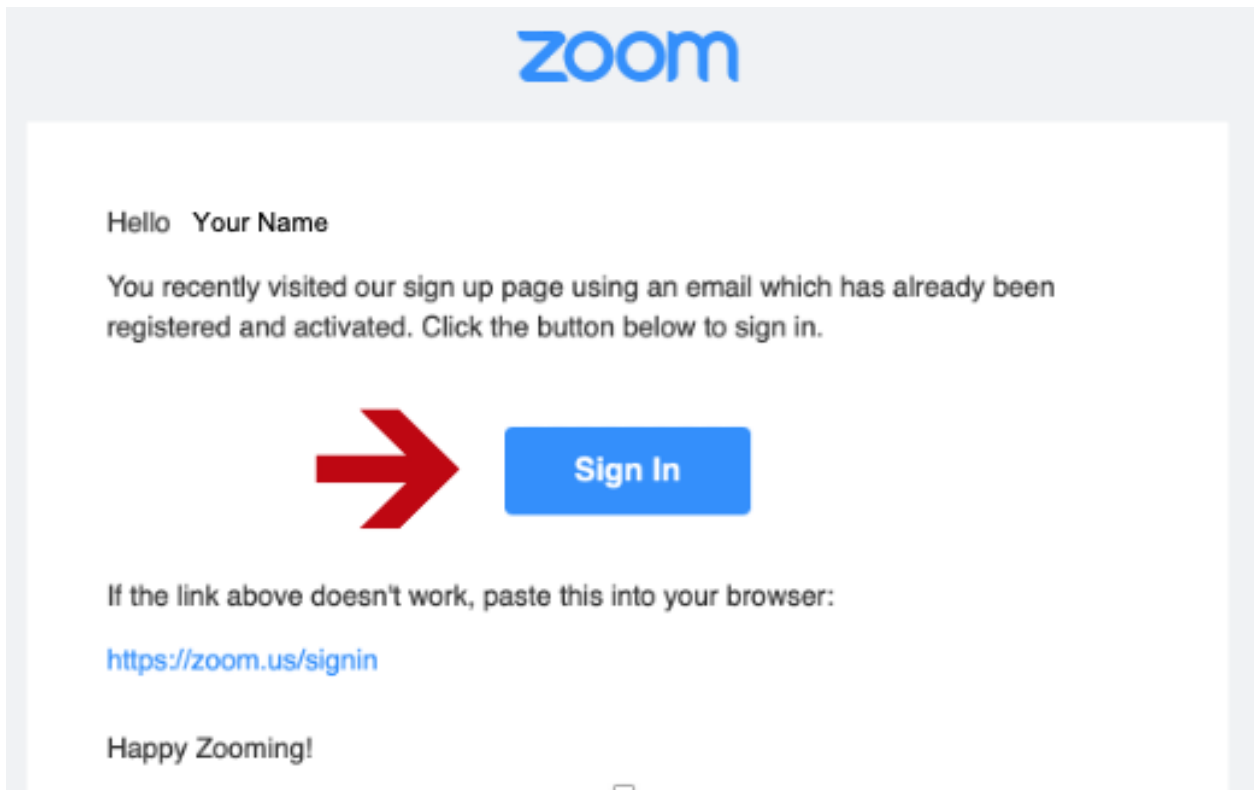 zoom
Hello Your Name
You recently visited our sign up page using an email which has already been
registered and activated. Click the button below to sign in.
Sign In
If the link above doesn't work, paste this into your browser:
https://zoom.us/signin
Happy Zooming!